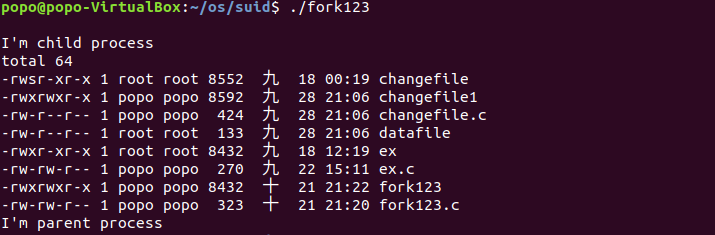 popo@popo-VirtualBox:~/os/suid$ ./fork123
I'm child process
total 64
-rwsr-xr-x 1 root root 8552 九 18 00:19 changefile
-rwxrwxr-x 1 popo popo 8592 九 28 21:06 changefile1
-rw-r--r-- 1 popo popo 424 九 28 21:06 changefile.c
-rw-r--r-- 1 root root 133 九 28 21:06 datafile
-rwxr-xr-x 1 root root 8432 九 18 12:19 ex
-rw-rw-r-- 1 popo popo 270 九 22 15:11 ex.c
-rwxrwxr-x 1 popo popo 8432 十 21 21:22 fork123
-rw-rw-r-- 1 popo popo 323 十 21 21:20 fork123.c
I'm parent process